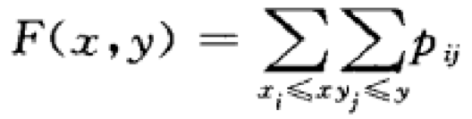 F(x,y) = ∑_{x_i≤x} ∑_{y_j≤y} p_{ij}